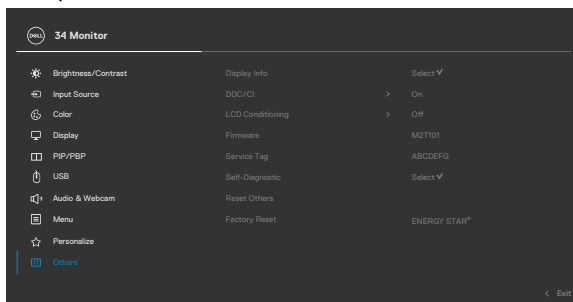 DELL 34 Monitor
Brightness/Contrast Display Info Select ✓
Input Source DDC/CI > On
Color LCD Conditioning > Off
Display Firmware M2T101
PIP/PBP Service Tag ABCDEFG
USB Self-Diagnostic Select ✓
Audio & Webcam Reset Others
Menu Factory Reset ENERGY STAR®
Personalize
Others
< Exit